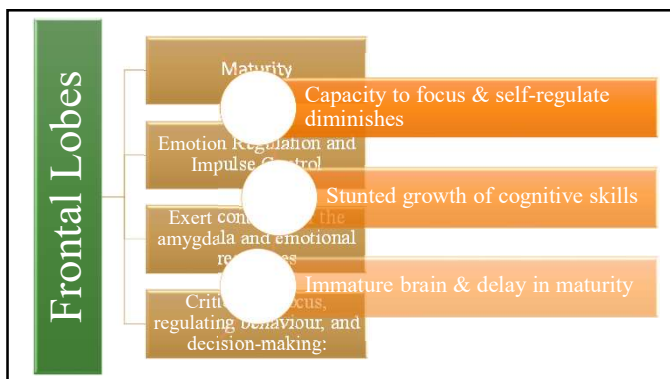 Frontal Lobes
Maturity
Emotion Regulation and
Impulse Control
Exert the
amygdala and emotional
Crit focus,
regulating behaviour, and
decision-making:
Capacity to focus & self-regulate
diminishes
Stunted growth of cognitive skills
Immature brain & delay in maturity